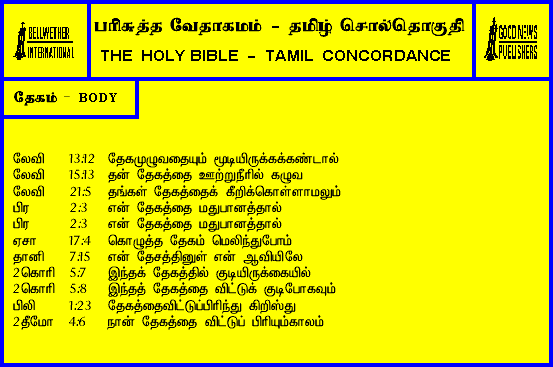 BELLWETHER
INTERNATIONAL
பரிசுத்த வேதாகமம் - தமிழ் சொல்தொகுதி
THE HOLY BIBLE - TAMIL CONCORDANCE
GOOD NEWS
PUBLISHERS
தேகம் - BODY
லேவி 13:12 தேகமுழுவதையும் மூடியிருக்கக்கண்டால்
லேவி 15:13 தன் தேகத்தை ஊற்றுநீரில் கழுவ
லேவி 21:5 தங்கள் தேகத்தைக் கீறிக்கொள்ளாமலும்
பிர 2:3 என் தேகத்தை மதுபானத்தால்
பிர 2:3 என் தேகத்தை மதுபானத்தால்
ஏசா 17:4 கொழுத்த தேகம் மெலிந்துபோம்
தானி 7:15 என் தேசத்தினுள் என் ஆவியிலே
2கொரி 5:7 இந்தக் தேகத்தில் குடியிருக்கையில்
2கொரி 5:8 இந்தத் தேகத்தை விட்டுக் குடிபோகவும்
பிலி 1:23 தேகத்தைவிட்டுப்பிரிந்து கிறிஸ்து
2தீமோ 4:6 நான் தேகத்தை விட்டுப் பிரியும்காலம்